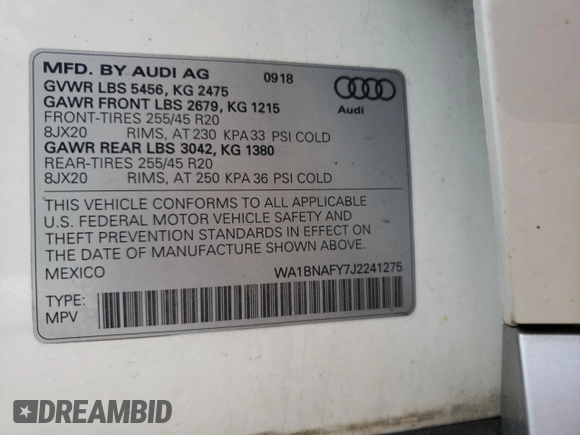 MFD. BY AUDI AG 0918
GVWR LBS 5456, KG 2475
GAWR FRONT LBS 2679, KG 1215
FRONT-TIRES 255/45 R20
8JX20 RIMS, AT 230 KPA 33 PSI COLD
GAWR REAR LBS 3042, KG 1380
REAR-TIRES 255/45 R20
8JX20 RIMS, AT 250 KPA 36 PSI COLD
Audi
THIS VEHICLE CONFORMS TO ALL APPLICABLE
U.S. FEDERAL MOTOR VEHICLE SAFETY AND
THEFT PREVENTION STANDARDS IN EFFECT ON
THE DATE OF MANUFACTURE SHOWN ABOVE.
MEXICO WA1BNAFY7J2241275
TYPE:
MPV
DREAMBID